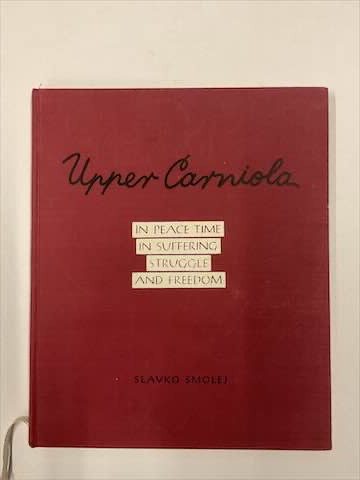 Upper Carniola
IN PEACE TIME
IN SUFFERING
STRUGGLE
AND FREEDOM
SLAVKO SMOLEJ